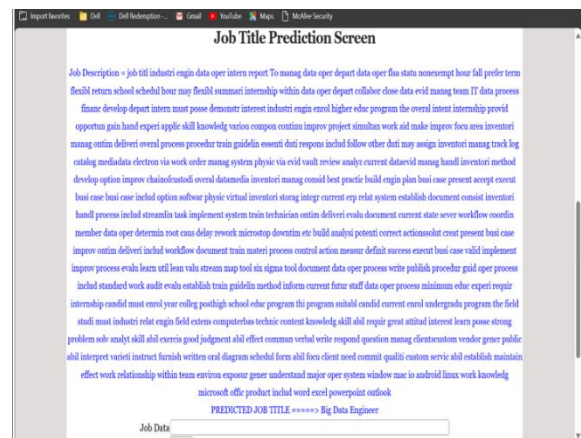 Import favorites Dell Dell Redemption -... Gmail YouTube Maps McAfee Security
Job Title Prediction Screen
Job Description = job titl industri engin data oper intern report To manag data oper depart data oper flsa statu nonexempt hour fall prefer term
flexibl return school schedul hour may flexibl summari internship within data oper depart collabor close data evid manag team IT data process
financ develop depart intern must posse demonstr interest industri engin enrol higher educ program the overal intent internship provid
opportun gain hand experi applic skill knowledg variou compon continu improv project simultan work aid make improv focu area inventori
manag ontim deliveri overal process procedur train guidelin essenti duti respons includ follow other duti may assign inventori manag track log
catalog mediadata electron via work order manag system physic via evid vault review analyz current dataevid manag handl inventori method
develop option improv chainofcustodi overal datamedia inventori manag consid best practic build engin plan busi case present accept execut
busi case busi case includ option softwar physic virtual inventori storag integr current erp relat system establish document consist inventori
handl process includ streamlin task implement system train technician ontim deliveri evalu document current state sever workflow coordin
member data oper determin root caus delay rework microstop downtim etc build analysi potenti correct actionssolut creat present busi case
improv ontim deliveri includ workflow document train materi process control action measur definit success execut busi case valid implement
improv process evalu learn util lean valu stream map tool six sigma tool document data oper process write publish procedur guid oper process
includ standard work audit evalu establish train guidelin method inform current futur staff data oper process minimum educ experi requir
internship candid must enrol year colleg posthigh school educ program thi program suitabl candid current enrol undergradu program the field
studi must industri relat engin field extens computerbas technic content knowledg skill abil requir great attitud interest learn posse strong
problem solv analyt skill abil exercis good judgment abil effect commun verbal write respond question manag clientscustom vendor gener public
abil interpret varieti instruct furnish written oral diagram schedul form abil focu client need commit qualiti custom servic abil establish maintain
effect work relationship within team environ exposur gener understand major oper system window mac io android linux work knowledg
microsoft offic product includ word excel powerpoint outlook
PREDICTED JOB TITLE =====> Big Data Engineer
Job Data